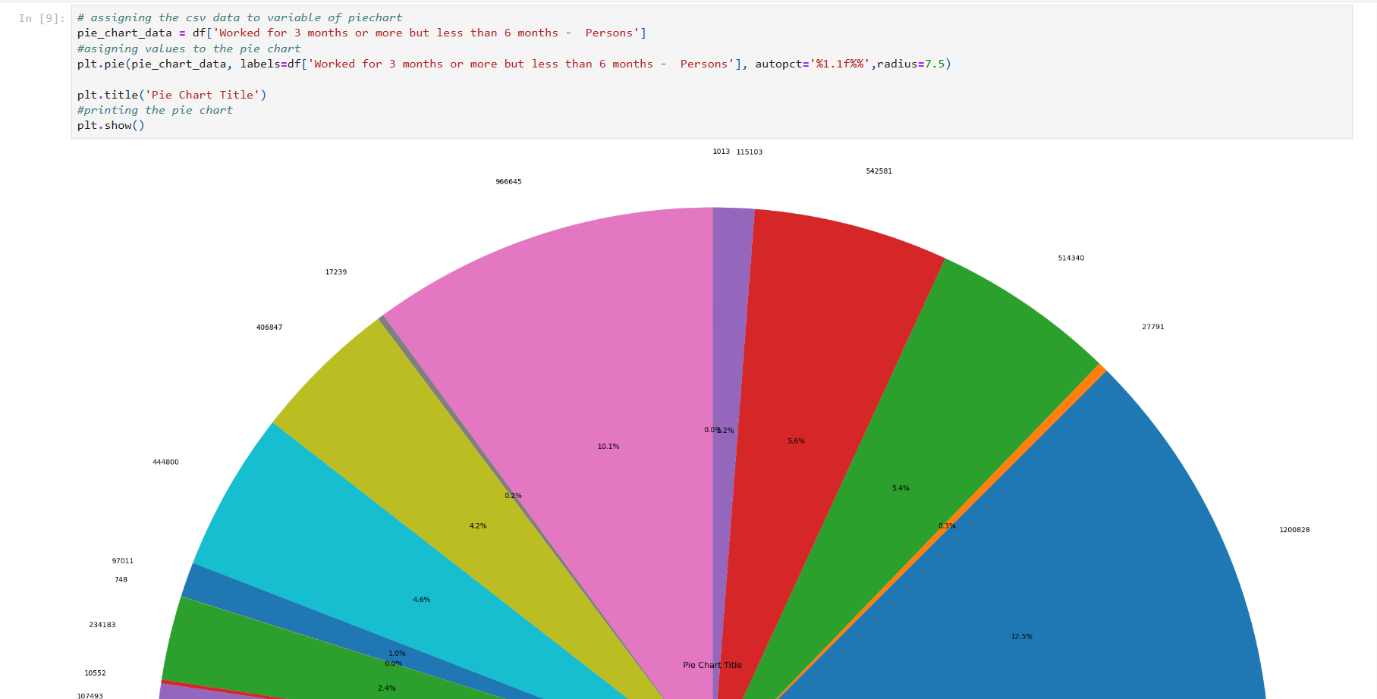 In [9]:
# assigning the csv data to variable of piechart
pie_chart_data = df['Worked for 3 months or more but less than 6 months -  Persons']
#asigning values to the pie chart
plt.pie(pie_chart_data, labels=df['Worked for 3 months or more but less than 6 months -  Persons'], autopct='%1.1f%%',radius=7.5)
plt.title('Pie Chart Title')
#printing the pie chart
plt.show()
1013 115103
542581
966645
514340
17239
27791
406847
0.0%
5.6%
10.1%
444800
5.4%
0.2%
4.2%
0.3%
1200828
97011
748
4.6%
234183
12.5%
1.0%
0.0%
Pie Chart Title
10552
2.4%
107493